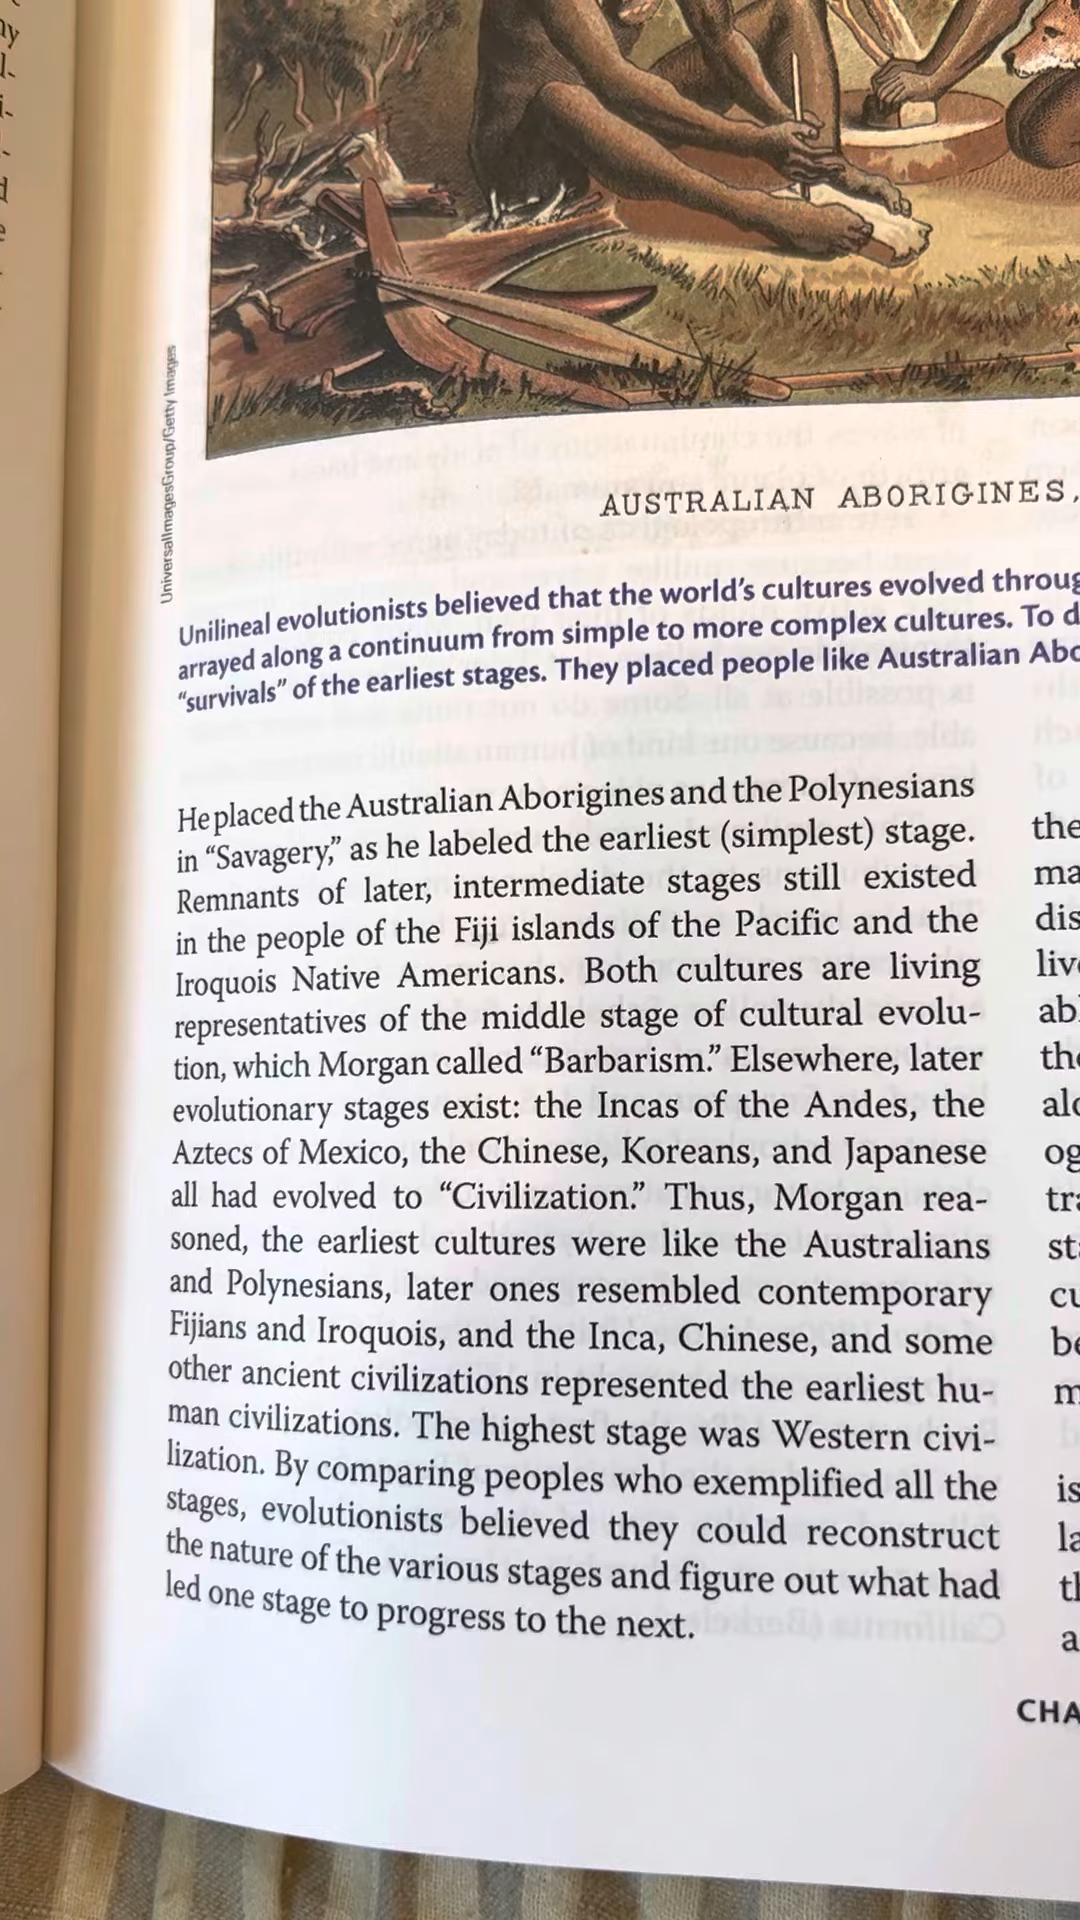 UniversalImagesGroup/Getty Images
AUSTRALIAN ABORIGINES.
Unilineal evolutionists believed that the world's cultures evolved
arrayed along a continuum from simple to more complex cultures. To
“survivals” of the earliest stages. They placed people like Australian
He placed the Australian Aborigines and the Polynesians
in “Savagery,” as he labeled the earliest (simplest) stage.
Remnants of later, intermediate stages still existed
in the people of the Fiji islands of the Pacific and the
Iroquois Native Americans. Both cultures are living
representatives of the middle stage of cultural evolu-
tion, which Morgan called “Barbarism.” Elsewhere, later
evolutionary stages exist: the Incas of the Andes, the
Aztecs of Mexico, the Chinese, Koreans, and Japanese
all had evolved to “Civilization.” Thus, Morgan rea-
soned, the earliest cultures were like the Australians
and Polynesians, later ones resembled contemporary
Fijians and Iroquois, and the Inca, Chinese, and some
other ancient civilizations represented the earliest hu-
man civilizations. The highest stage was Western civi-
lization. By comparing peoples who exemplified all the
stages, evolutionists believed they could reconstruct
the nature of the various stages and figure out what had
led one stage to progress to the next.